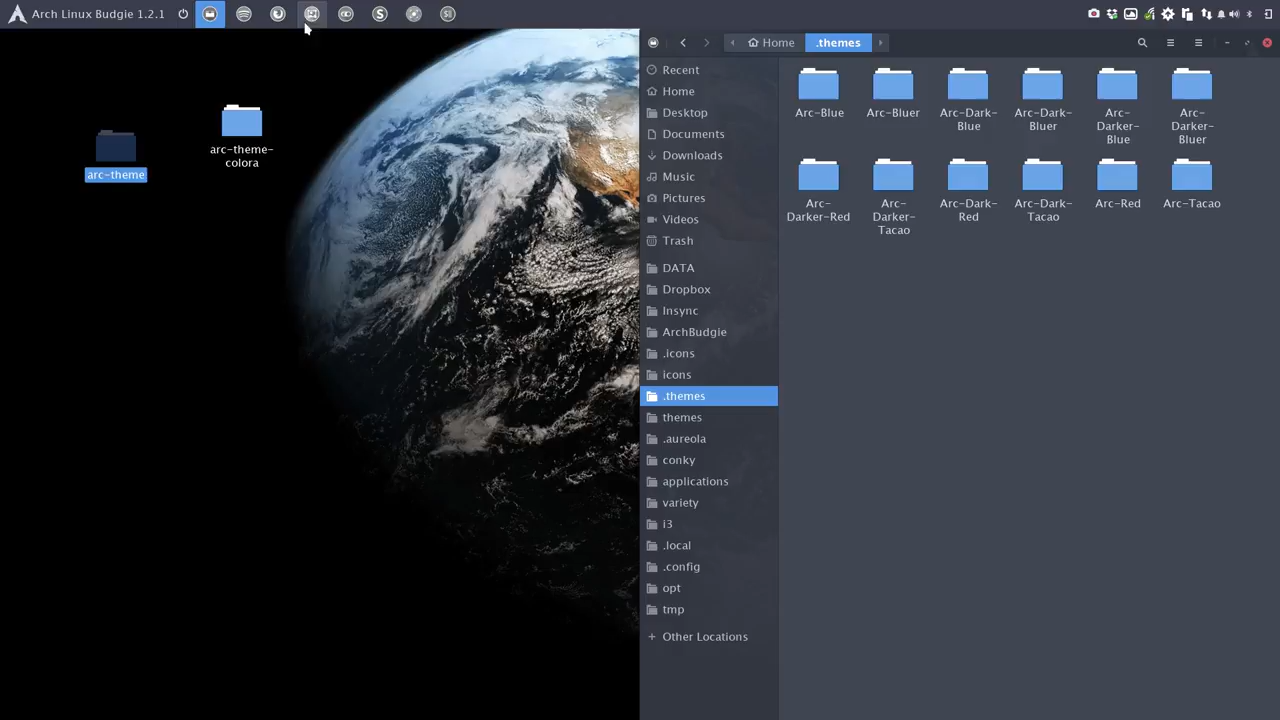 Arch Linux Budgie 1.2.1
arc-theme
arc-theme-
colora
Home
.themes
Recent
Home
Desktop
Documents
Downloads
Music
Pictures
Videos
Trash
DATA
Dropbox
Insync
ArchBudgie
.icons
icons
.themes
themes
.aureola
conky
applications
variety
i3
.local
.config
opt
tmp
Other Locations
Arc-Blue
Arc-Bluer
Arc-Dark-
Blue
Arc-Dark-
Bluer
Arc-
Darker-
Blue
Arc-
Darker-
Bluer
Arc-
Darker-Red
Arc-
Darker-
Tacao
Arc-Dark-
Red
Arc-Dark-
Tacao
Arc-Red
Arc-Tacao